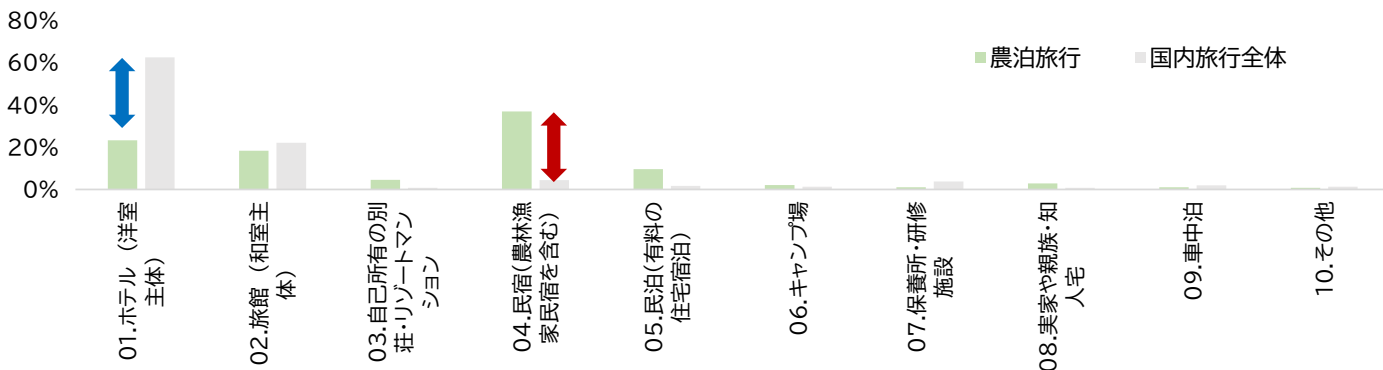 80%
60%
40%
20%
0%
農泊旅行
国内旅行全体
01.ホテル（洋室
主体）
02.旅館（和室主
体）
03.自己所有の別
荘・リゾートマン
ション
04.民宿（農林漁
家民宿を含む）
05.民泊（有料の
住宅宿泊）
06.キャンプ場
07.保養所・研修
施設
08.実家や親族・知
人宅
09.車中泊
10.その他